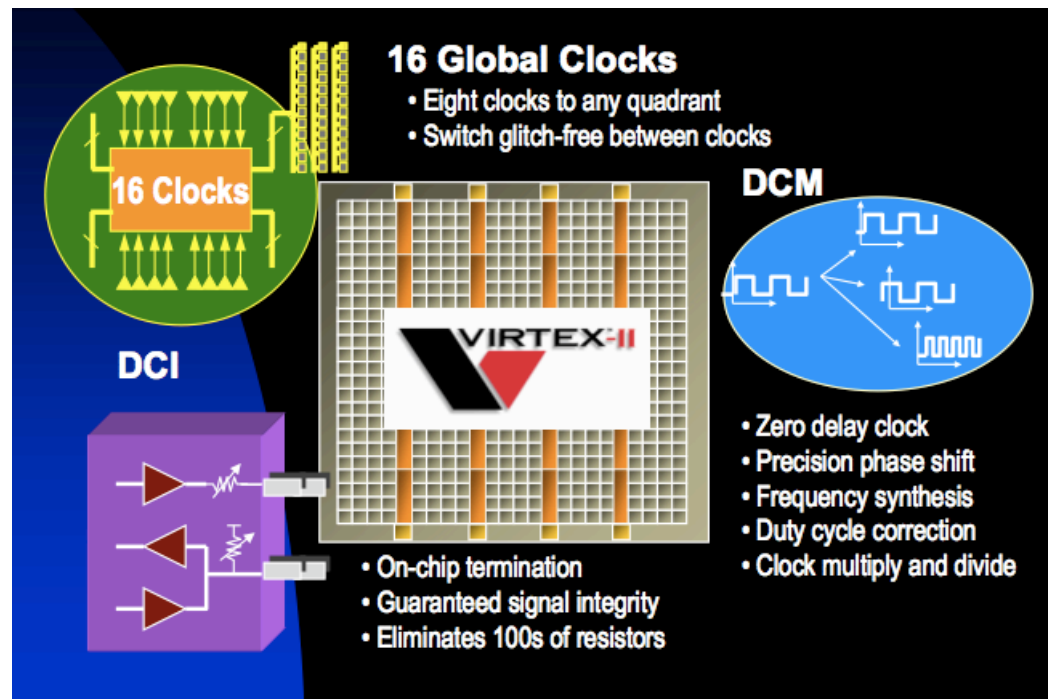 16 Global Clocks
• Eight clocks to any quadrant
• Switch glitch-free between clocks
16 Clocks
DCM
VIRTEX-II
DCI
• Zero delay clock
• Precision phase shift
• Frequency synthesis
• Duty cycle correction
• Clock multiply and divide
• On-chip termination
• Guaranteed signal integrity
• Eliminates 100s of resistors